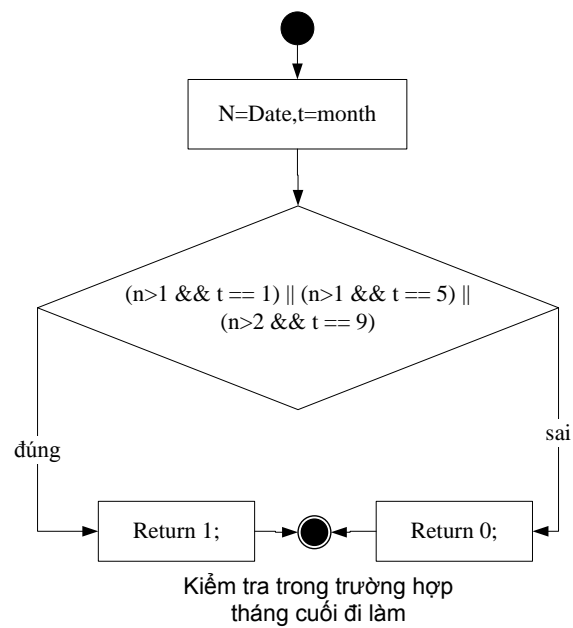 N=Date,t=month
(n>1 && t == 1) || (n>1 && t == 5) ||
(n>2 && t == 9)
đúng
sai
Return 1;
Return 0;
Kiểm tra trong trường hợp
tháng cuối đi làm